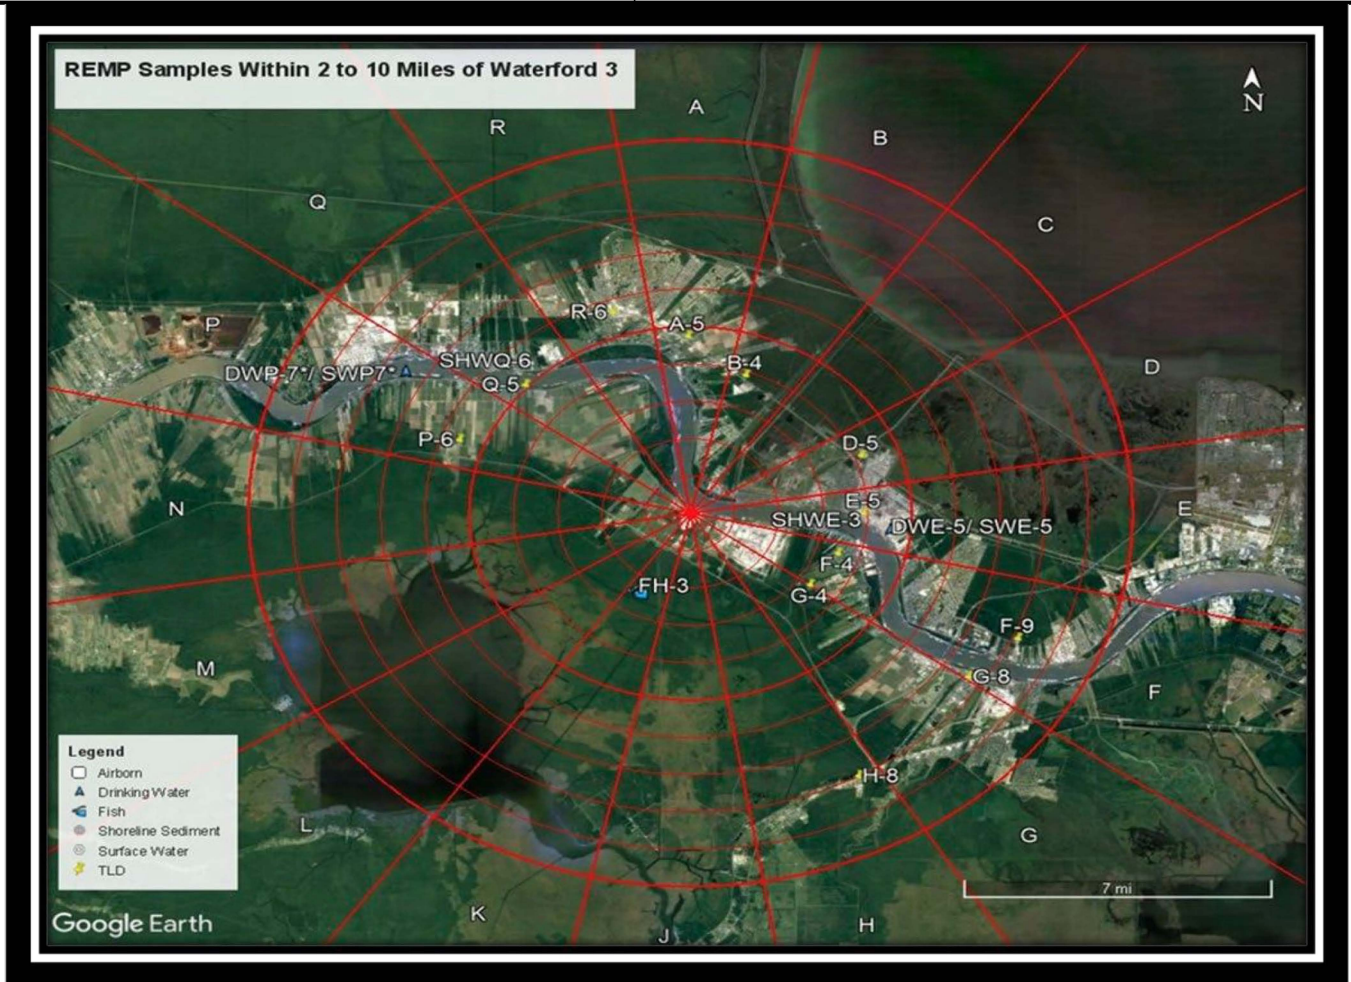 REMP Samples Within 2 to 10 Miles of Waterford 3
N
A
R
B
Q
C
R-6
P
A-5
SHWQ-6
B-4
DWP-7*/ SWP7*
Q-5
D
P-6
D-5
E-5
N
SHWE-3
DWE-5/ SWE-5
E
F-4
FH-3
G-4
F-9
M
G-8
F
H-8
L
G
K
J
H
Legend
Airborn
Drinking Water
Fish
Shoreline Sediment
Surface Water
TLD
7 mi
Google Earth